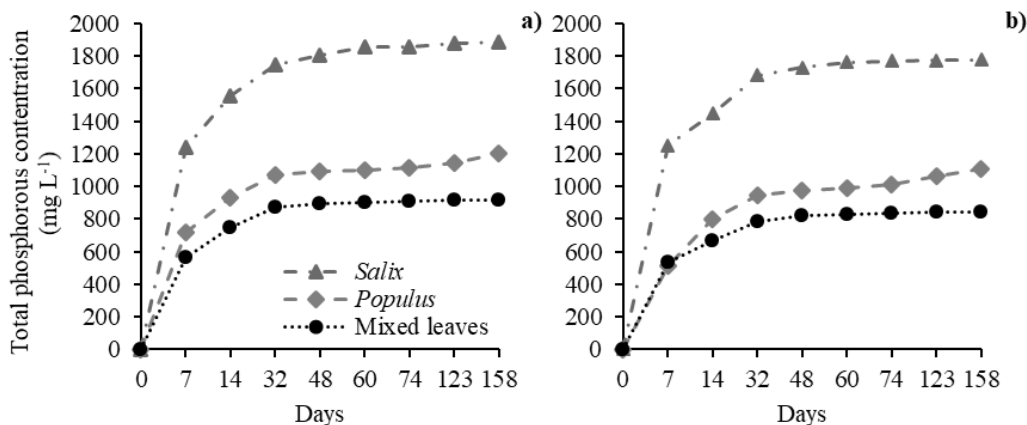 Total phosphorous concentration
(mg L-1)
a)
2000
1800
1600
1400
1200
1000
800
600
400
200
0
Salix
Populus
Mixed leaves
0 7 14 32 48 60 74 123 158
Days
b)
2000
1800
1600
1400
1200
1000
800
600
400
200
0
0 7 14 32 48 60 74 123 158
Days